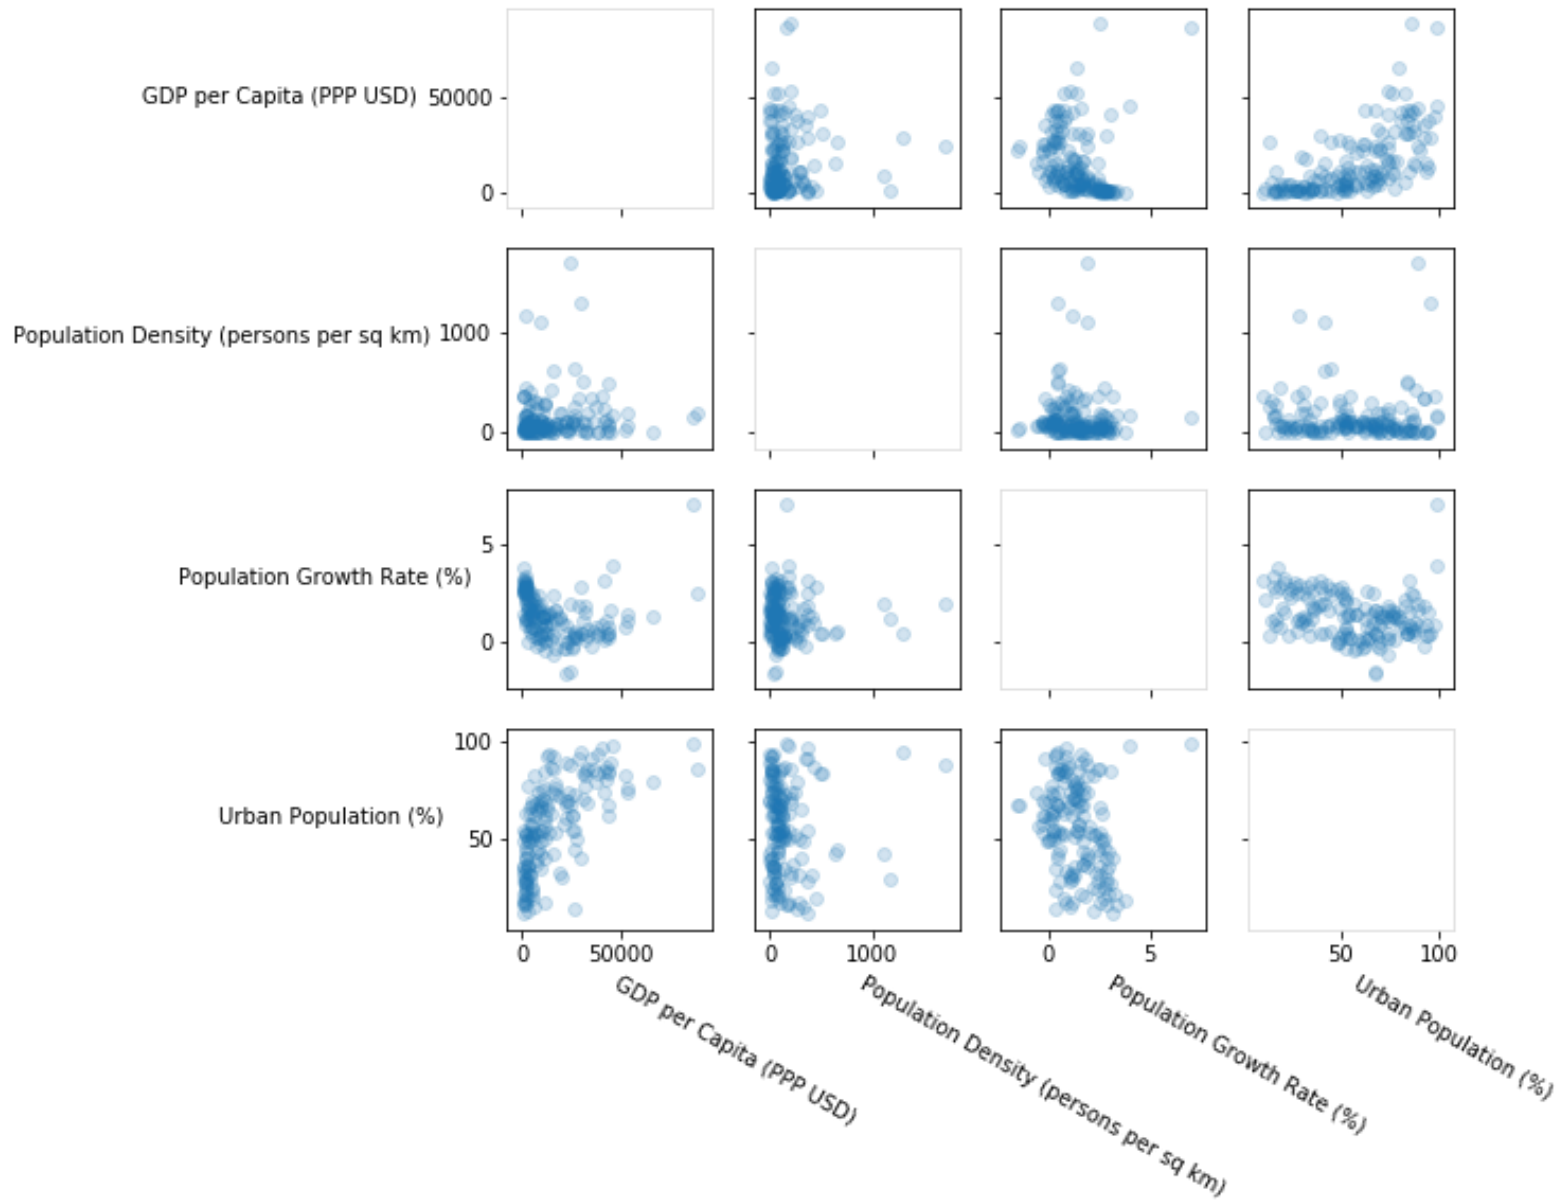 GDP per Capita (PPP USD) 50000
0
Population Density (persons per sq km) 1000
0
5
Population Growth Rate (%)
0
100
Urban Population (%)
50
0 50000 0 1000 0 5 50 100
GDP per Capita (PPP USD)
Population Density (persons per sq km)
Population Growth Rate (%)
Urban Population (%)